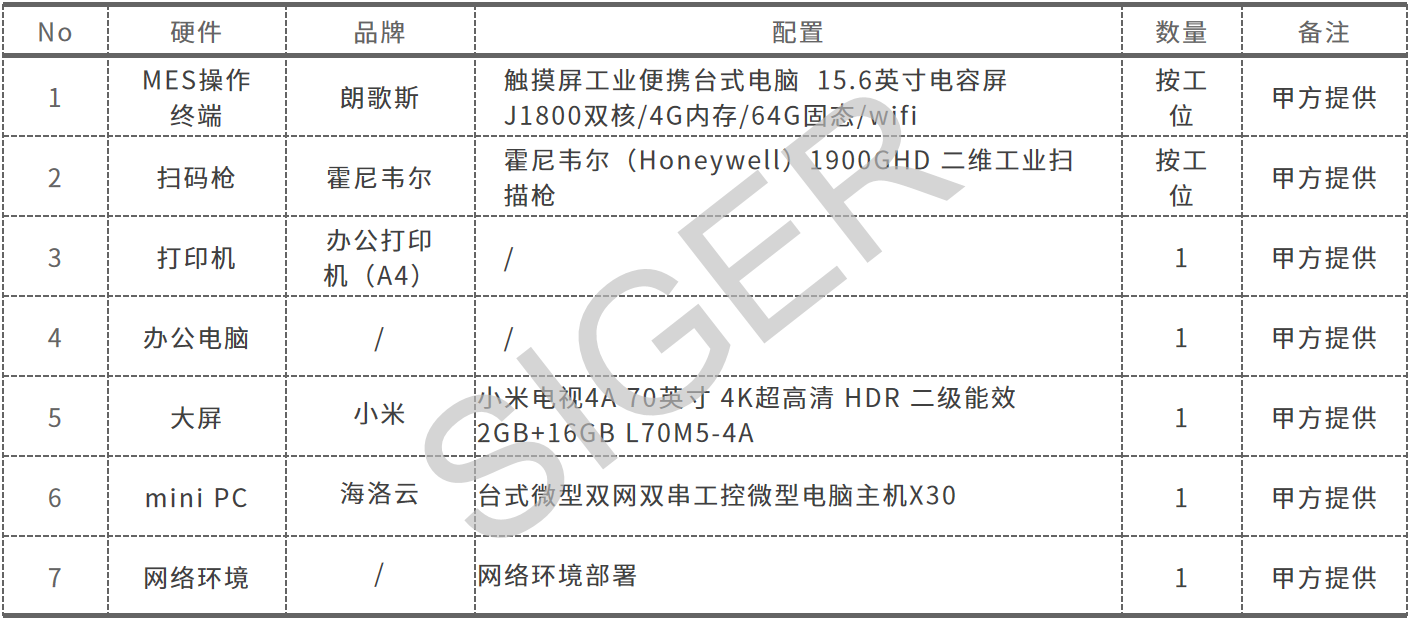 No 硬件 品牌 配置 数量 备注
1 MES操作终端 朗歌斯 触摸屏工业便携台式电脑 15.6英寸电容屏 J1800双核/4G内存/64G固态/wifi 按工位 甲方提供
2 扫码枪 霍尼韦尔 霍尼韦尔（Honeywell）1900GHD 二维工业扫描枪 按工位 甲方提供
3 打印机 办公打印机（A4） / 1 甲方提供
4 办公电脑 / / 1 甲方提供
5 大屏 小米 小米电视4A 70英寸 4K超高清 HDR 二级能效 2GB+16GB L70M5-4A 1 甲方提供
6 mini PC 海洛云 台式微型双网双串工控微型电脑主机X30 1 甲方提供
7 网络环境 / 网络环境部署 1 甲方提供
SIGER